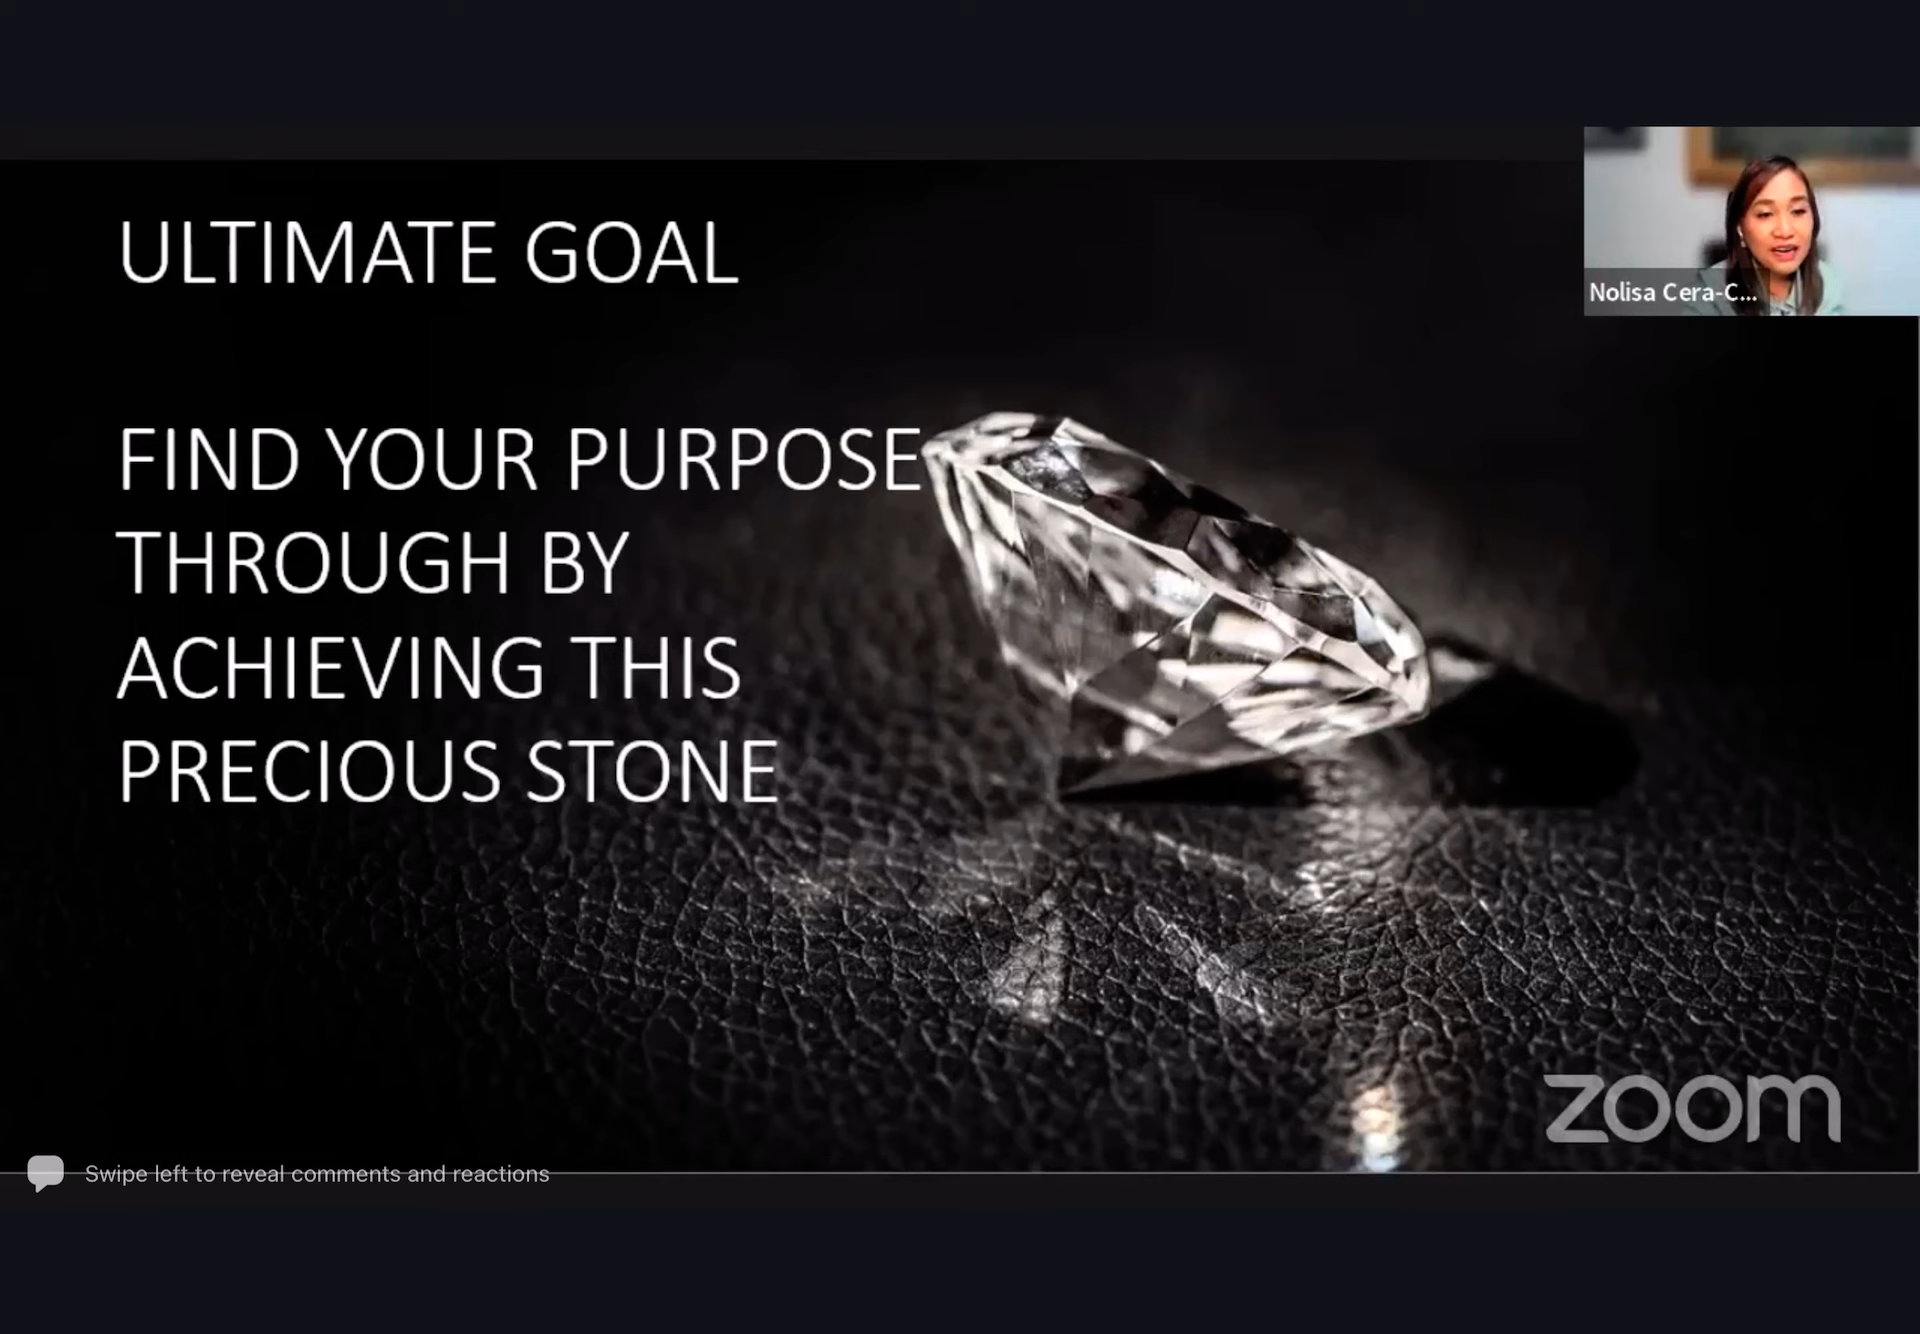 ULTIMATE GOAL
Nolisa Cera-C...
FIND YOUR PURPOSE
THROUGH BY
ACHIEVING THIS
PRECIOUS STONE
zoom
Swipe left to reveal comments and reactions